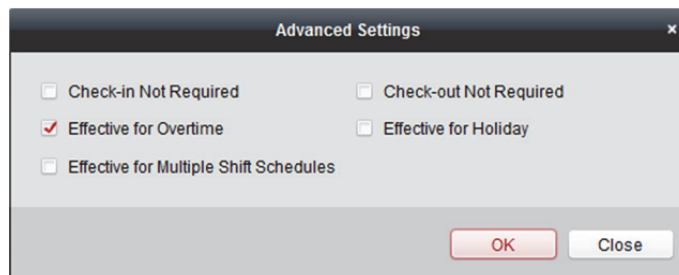 Advanced Settings
Check-in Not Required
Check-out Not Required
Effective for Overtime
Effective for Holiday
Effective for Multiple Shift Schedules
OK
Close